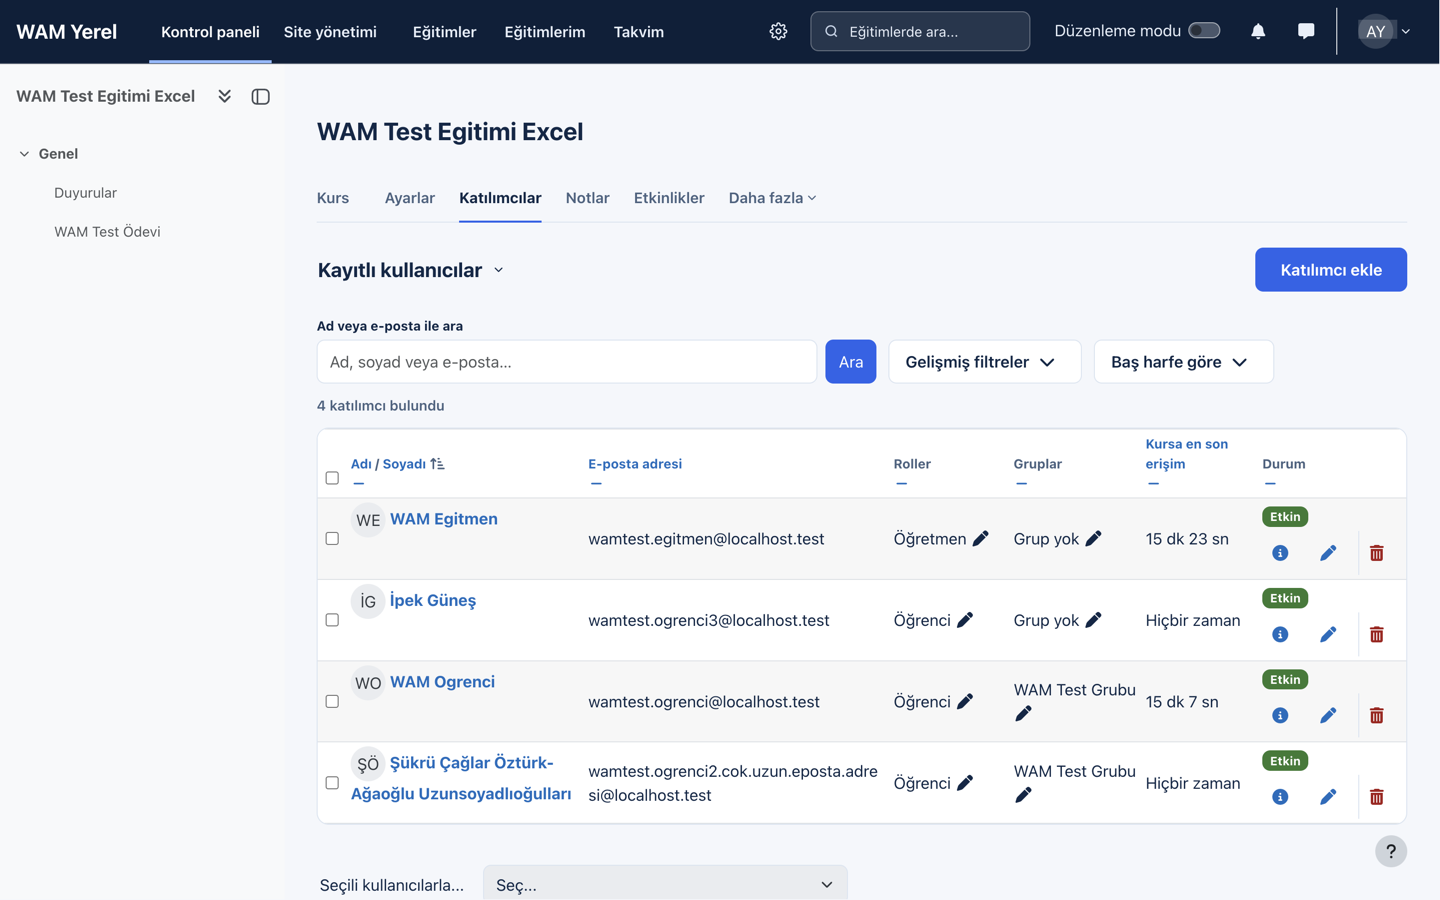 WAM Yerel
Kontrol paneli
Site yönetimi
Eğitimler
Eğitimlerim
Takvim
Eğitimlerde ara...
Düzenleme modu
AY
WAM Test Egitimi Excel
Genel
Duyurular
WAM Test Ödevi
WAM Test Egitimi Excel
Kurs
Ayarlar
Katılımcılar
Notlar
Etkinlikler
Daha fazla
Kayıtlı kullanıcılar
Katılımcı ekle
Ad veya e-posta ile ara
Ad, soyad veya e-posta...
Ara
Gelişmiş filtreler
Baş harfe göre
4 katılımcı bulundu
Adı / Soyadı
E-posta adresi
Roller
Gruplar
Kursa en son
erişim
Durum
WE WAM Egitmen
wamtest.egitmen@localhost.test
Öğretmen
Grup yok
15 dk 23 sn
Etkin
İG İpek Güneş
wamtest.ogrenci3@localhost.test
Öğrenci
Grup yok
Hiçbir zaman
Etkin
WO WAM Ogrenci
wamtest.ogrenci@localhost.test
Öğrenci
WAM Test Grubu
15 dk 7 sn
Etkin
ŞÖ Şükrü Çağlar Öztürk-
Ağaoğlu Uzunsoyadlıoğulları
wamtest.ogrenci2.cok.uzun.eposta.adre
si@localhost.test
Öğrenci
WAM Test Grubu
Hiçbir zaman
Etkin
?
Seçili kullanıcılarla...
Seç...